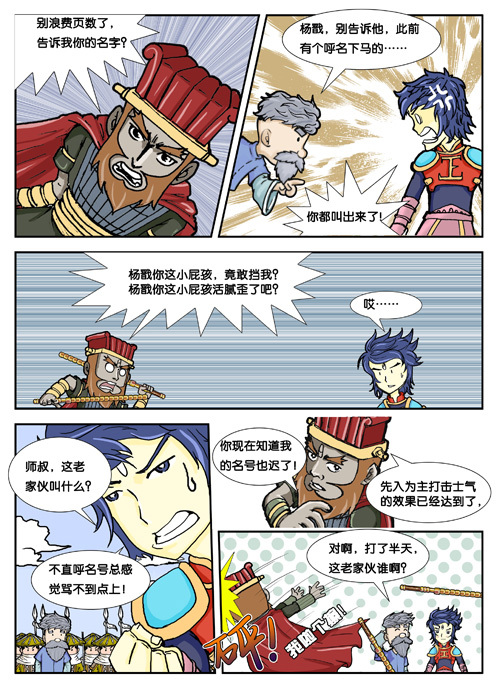 别浪费页数了，
告诉我你的名字？
杨戬，别告诉他，此前
有个呼名下马的……
你都叫出来了！
杨戬你这小屁孩，竟敢挡我？
杨戬你这小屁孩活腻歪了吧？
哎……
师叔，这老
家伙叫什么？
不直呼名号总感
觉骂不到点上！
你现在知道我
的名号也迟了！
先入为主打击士气
的效果已经达到了，
对啊，打了半天，
这老家伙谁啊？